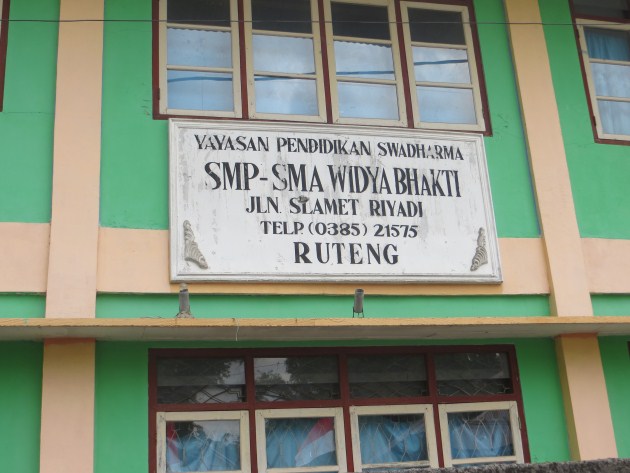 YAYASAN PENDIDIKAN SWADHARMA
SMP-SMA WIDYA BHAKTI
JLN. SLAMET RIYADI
TELP. (0385) 21575
RUTENG